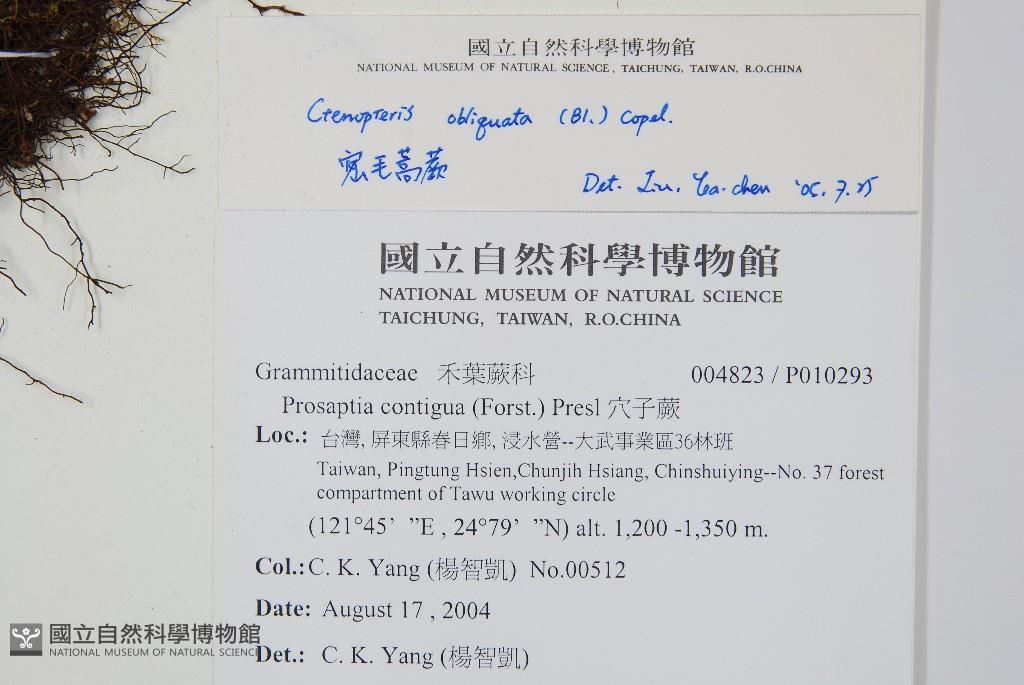 國立自然科學博物館
NATIONAL MUSEUM OF NATURAL SCIENCE, TAICHUNG, TAIWAN, R.O.CHINA
Ctenopteris obliquata (Bl.) Copel.
密毛蒿蕨
Det. Liu. Yea-chen '05. 7. 25
國立自然科學博物館
NATIONAL MUSEUM OF NATURAL SCIENCE
TAICHUNG, TAIWAN, R.O.CHINA
Grammitidaceae 禾葉蕨科 004823 / P010293
Prosaptia contigua (Forst.) Presl 穴子蕨
Loc.: 台灣, 屏東縣春日鄉, 浸水營--大武事業區36林班
Taiwan, Pingtung Hsien,Chunjih Hsiang, Chinshuiying--No. 37 forest
compartment of Tawu working circle
(121°45’ ”E , 24°79’ ”N) alt. 1,200 -1,350 m.
Col.: C. K. Yang (楊智凱) No.00512
Date: August 17 , 2004
Det.: C. K. Yang (楊智凱)
國立自然科學博物館
NATIONAL MUSEUM OF NATURAL SCIENCE